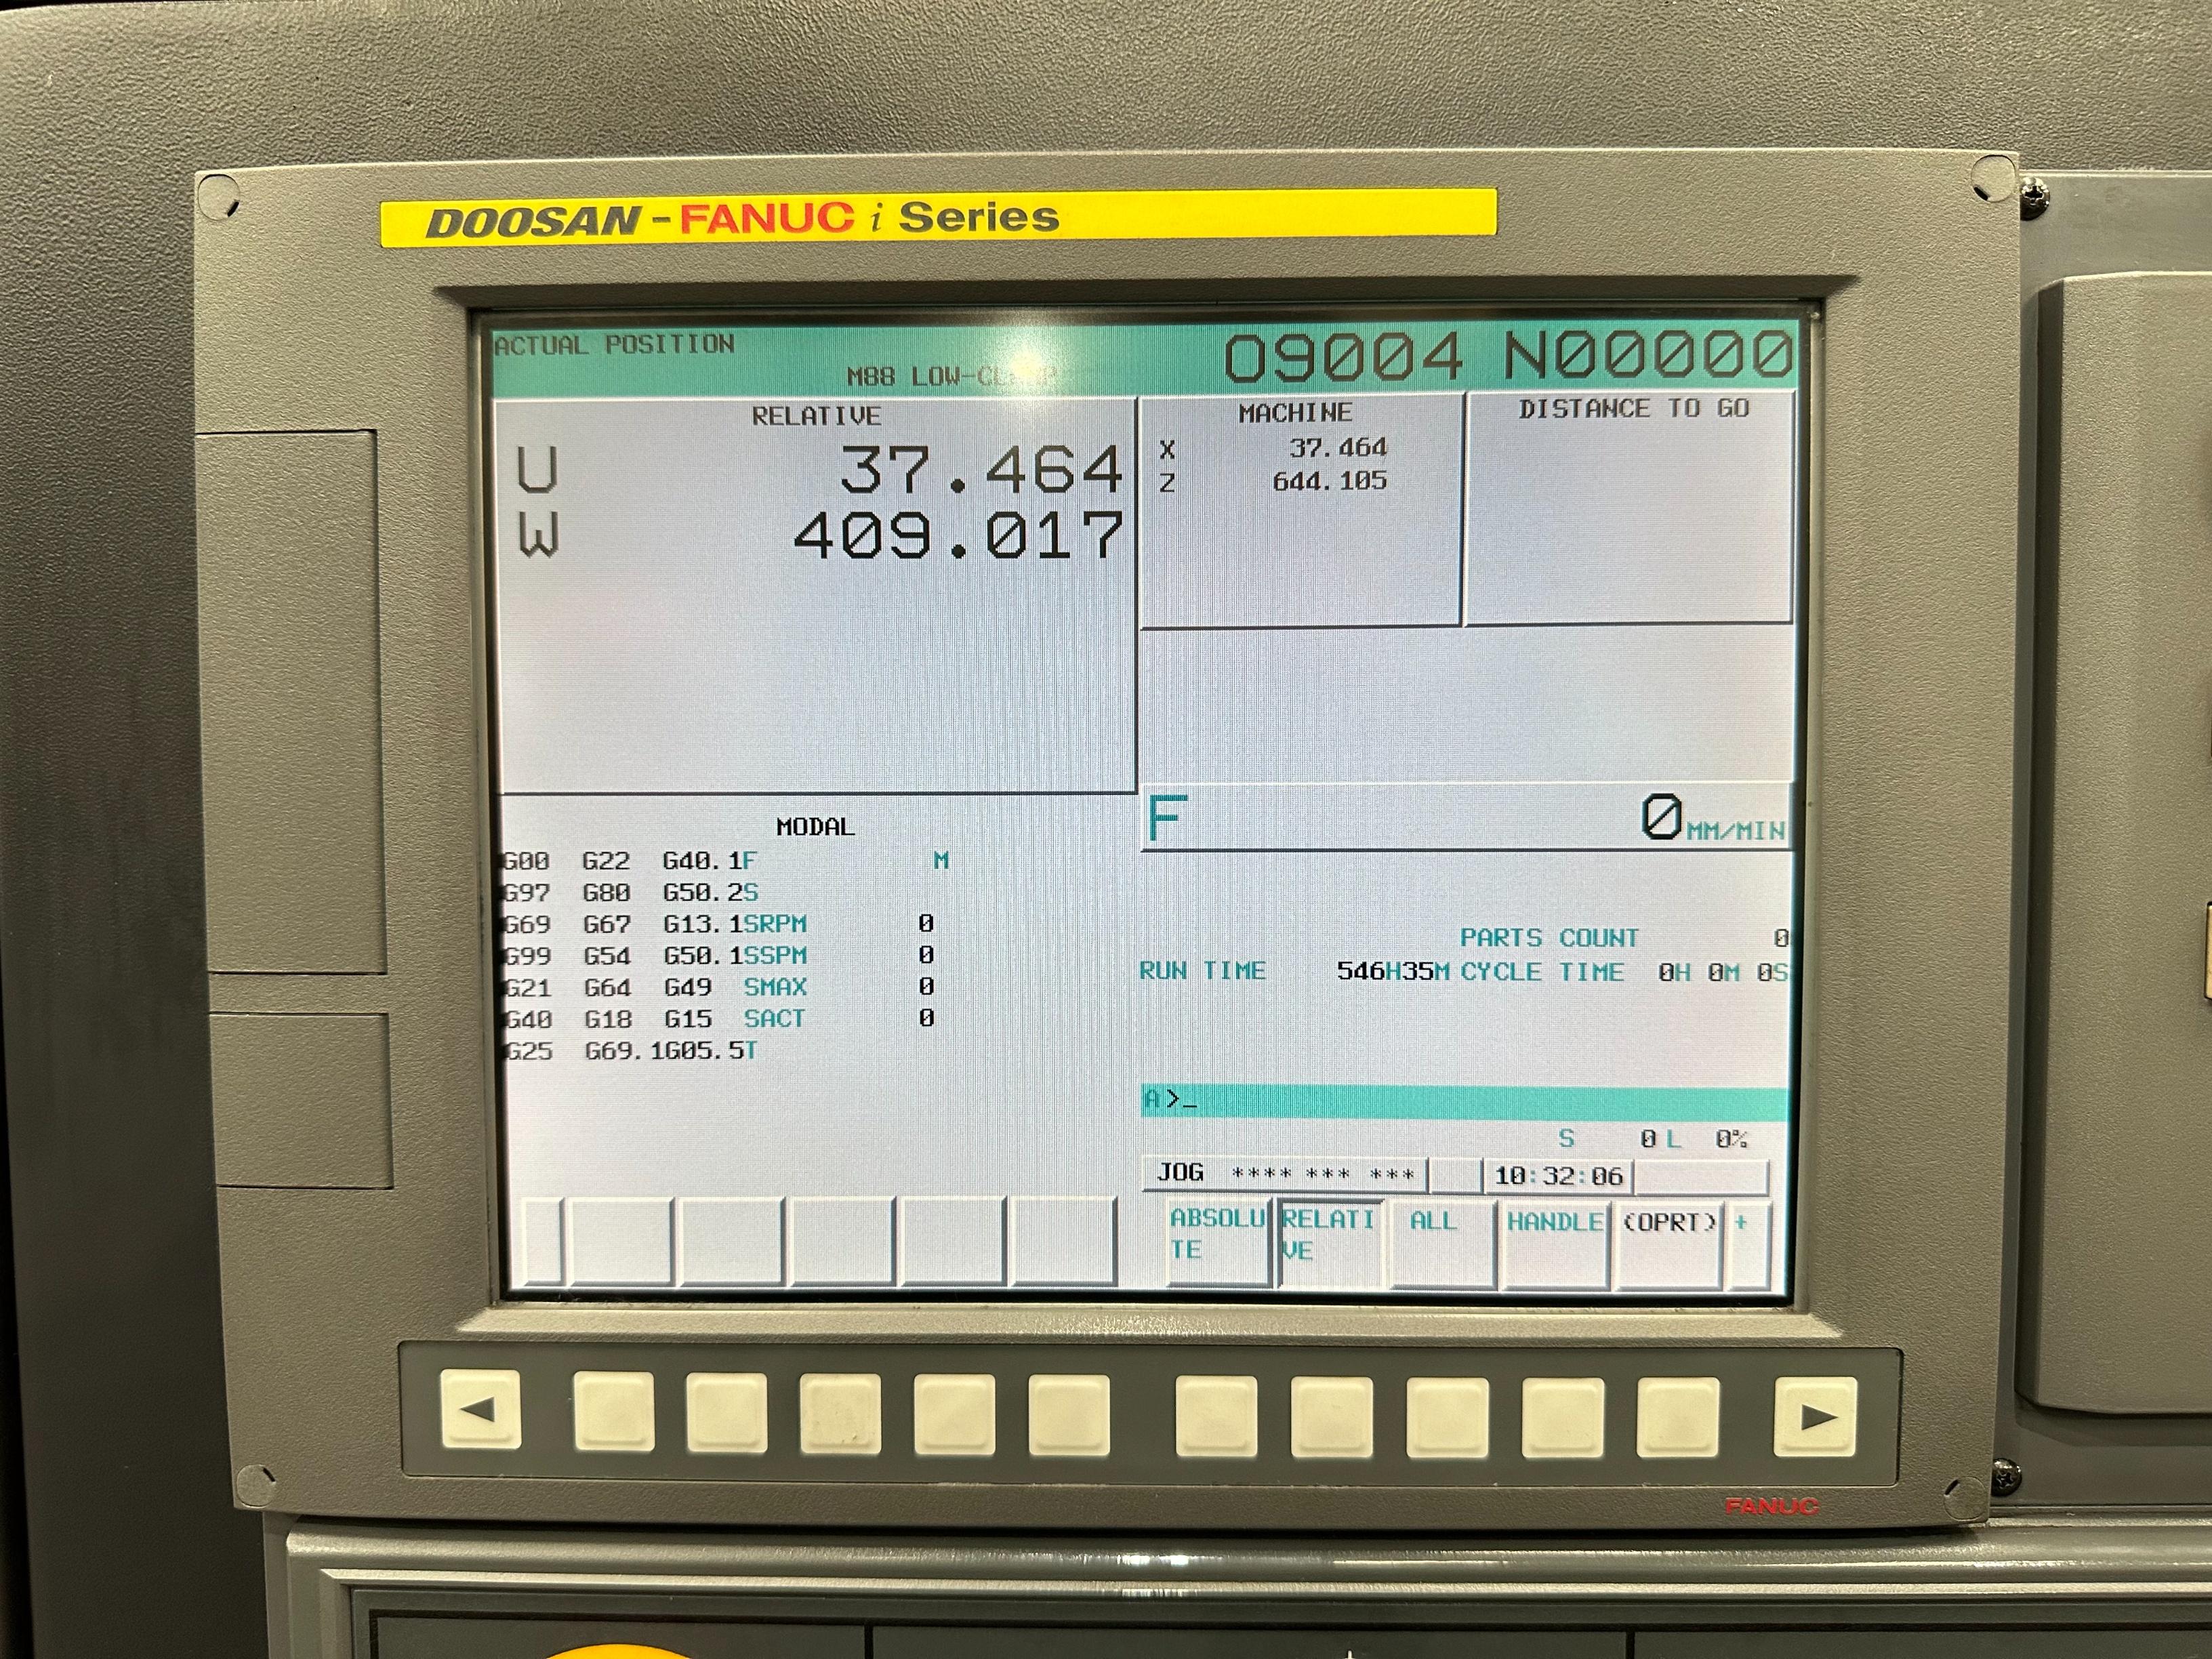 DOOSAN - FANUC i Series
ACTUAL POSITION
O9004 N00000
M88 LOW-
RELATIVE
U 37.464
W 409.017
MACHINE
X 37.464
Z 644.105
DISTANCE TO GO
F 0 MM/MIN
MODAL
G00 G22 G40.1 F M
G97 G80 G50.2 S
G69 G67 G13.1 SRPM 0
G99 G54 G50.1 SSPM 0
G21 G64 G49 SMAX 0
G40 G18 G15 SACT 0
G25 G69.1 G05.5 T
PARTS COUNT 0
RUN TIME 546H35M CYCLE TIME 0H 0M 0S
A >_
S 0 L 0%
JOG **** *** *** 10:32:06
ABSOLU
TE
RELATI
VE
ALL
HANDLE
(OPRT)
+
FANUC